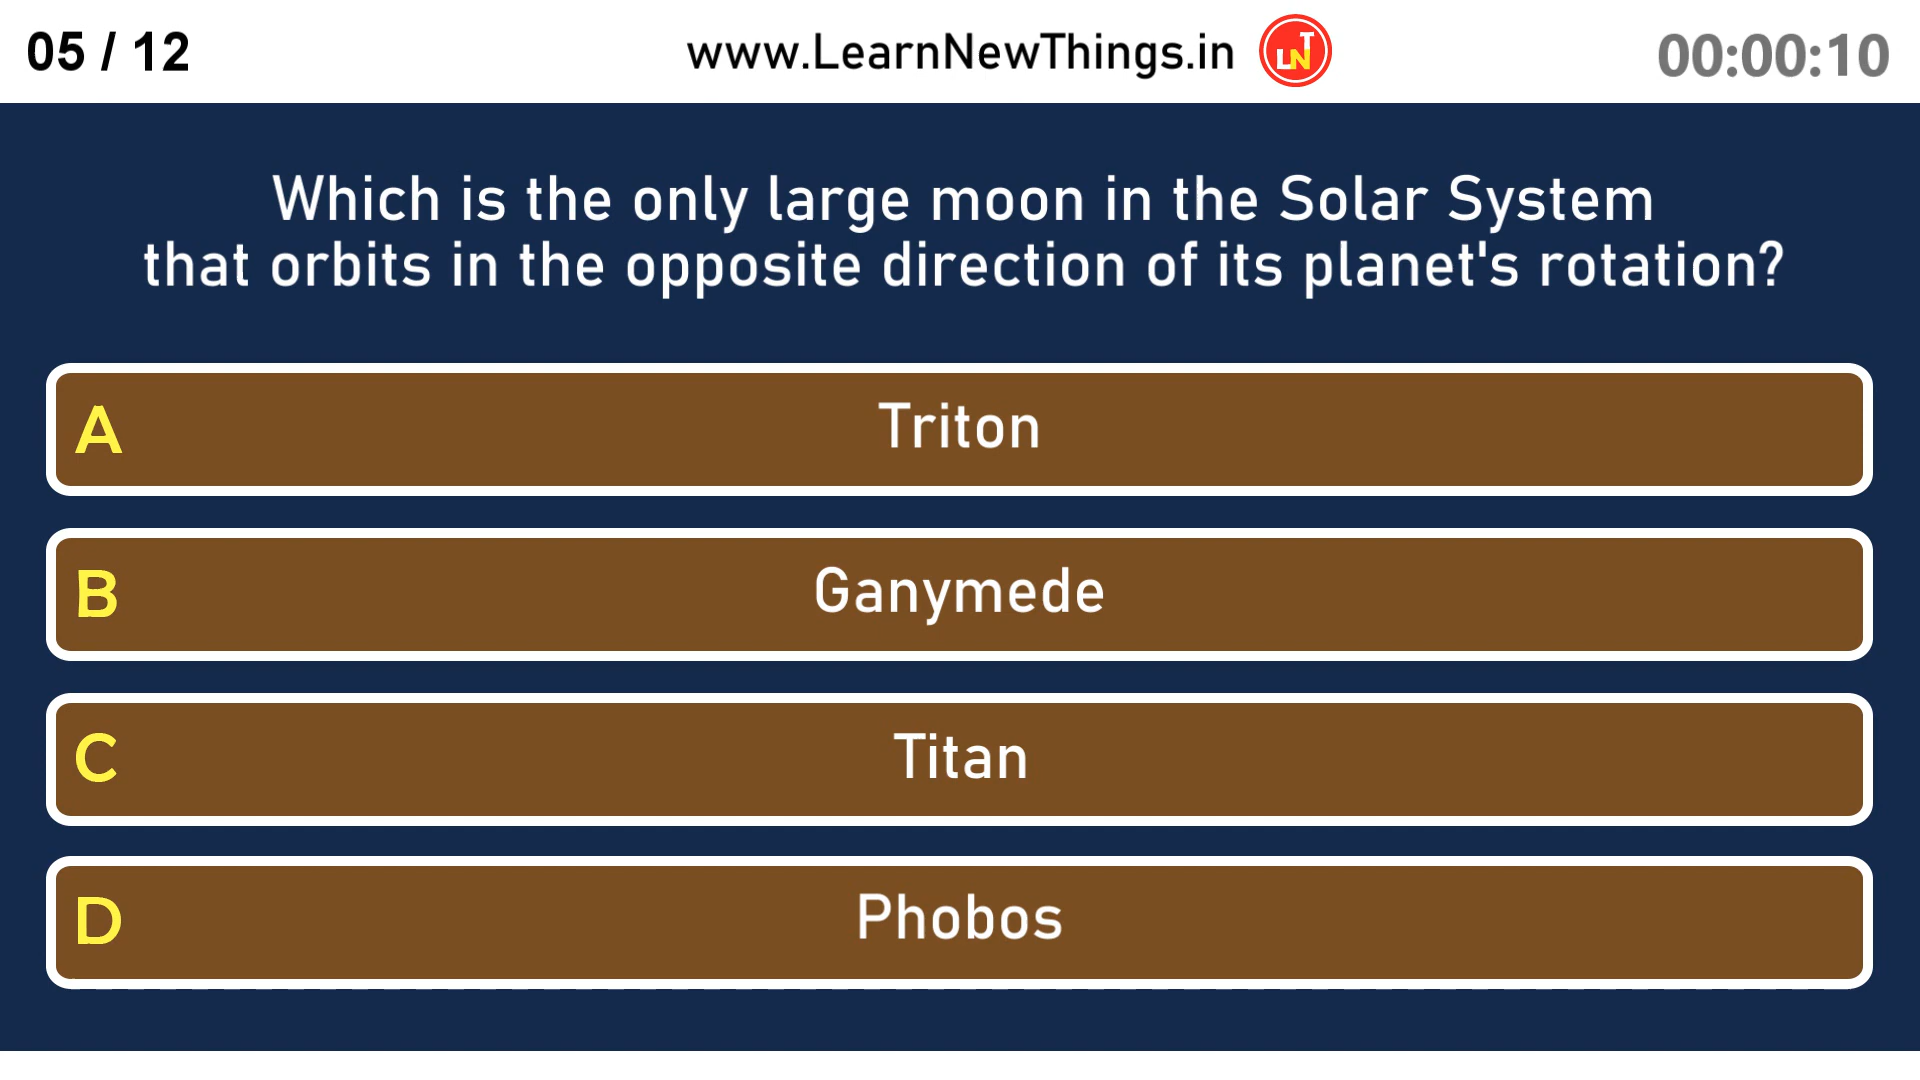 05 / 12
www.LearnNewThings.in
LNT
00:00:10
Which is the only large moon in the Solar System
that orbits in the opposite direction of its planet's rotation?
A Triton
B Ganymede
C Titan
D Phobos